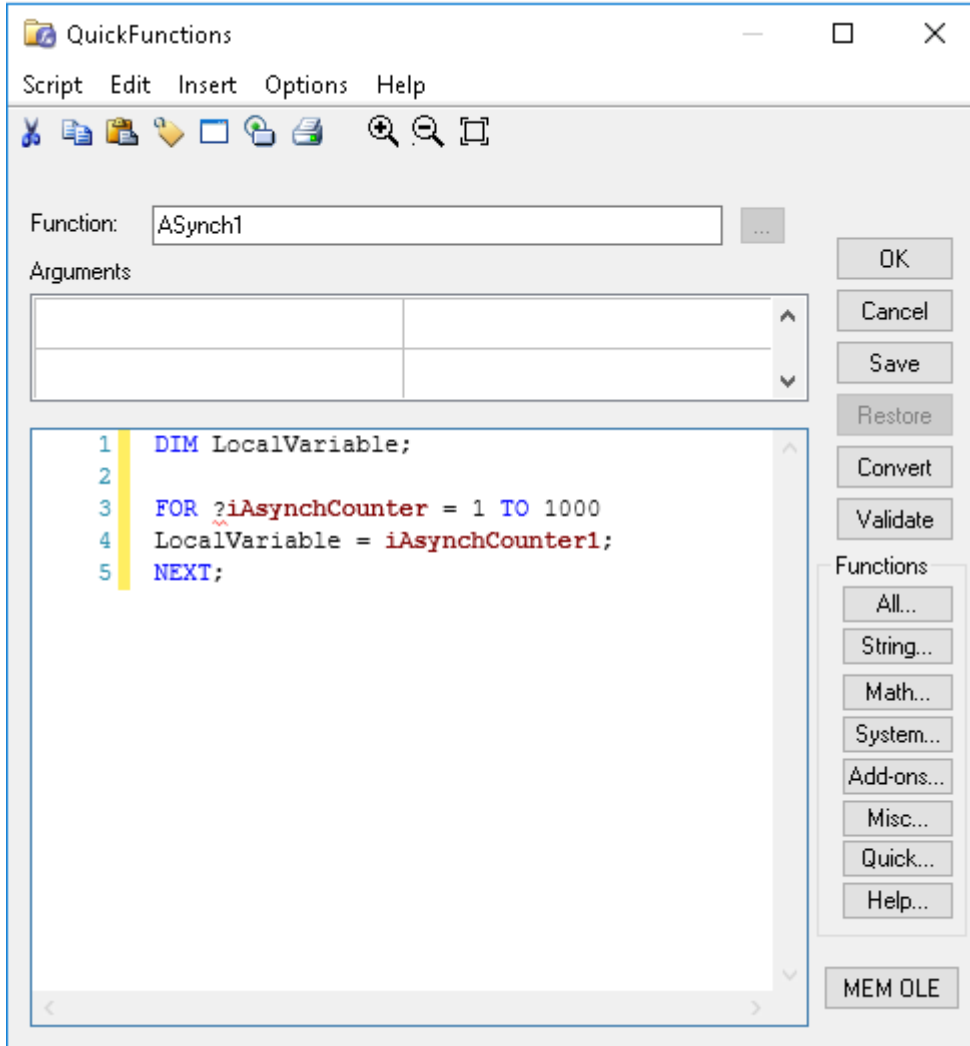 QuickFunctions
Script Edit Insert Options Help
Function: ASynch1 ...
Arguments
OK
Cancel
Save
Restore
Convert
Validate
1 DIM LocalVariable;
2
3 FOR ?iAsynchCounter = 1 TO 1000
4 LocalVariable = iAsynchCounter1;
5 NEXT;
Functions
All...
String...
Math...
System...
Add-ons...
Misc...
Quick...
Help...
MEM OLE